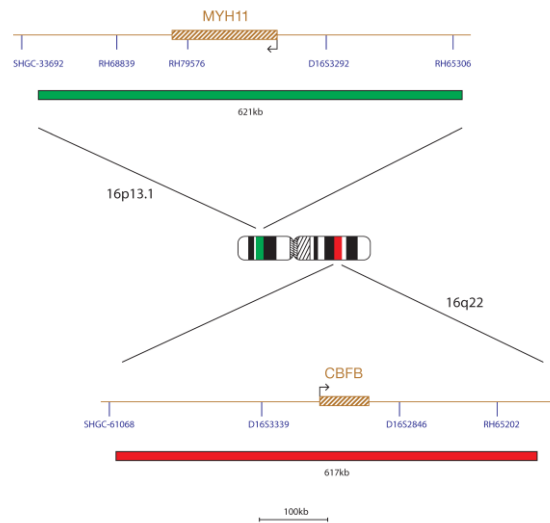 MYH11
SHGC-33692 RH68839 RH79576 D16S3292 RH65306
621kb
16p13.1
16q22
CBFB
SHGC-61068 D16S3339 D16S2846 RH65202
617kb
100kb